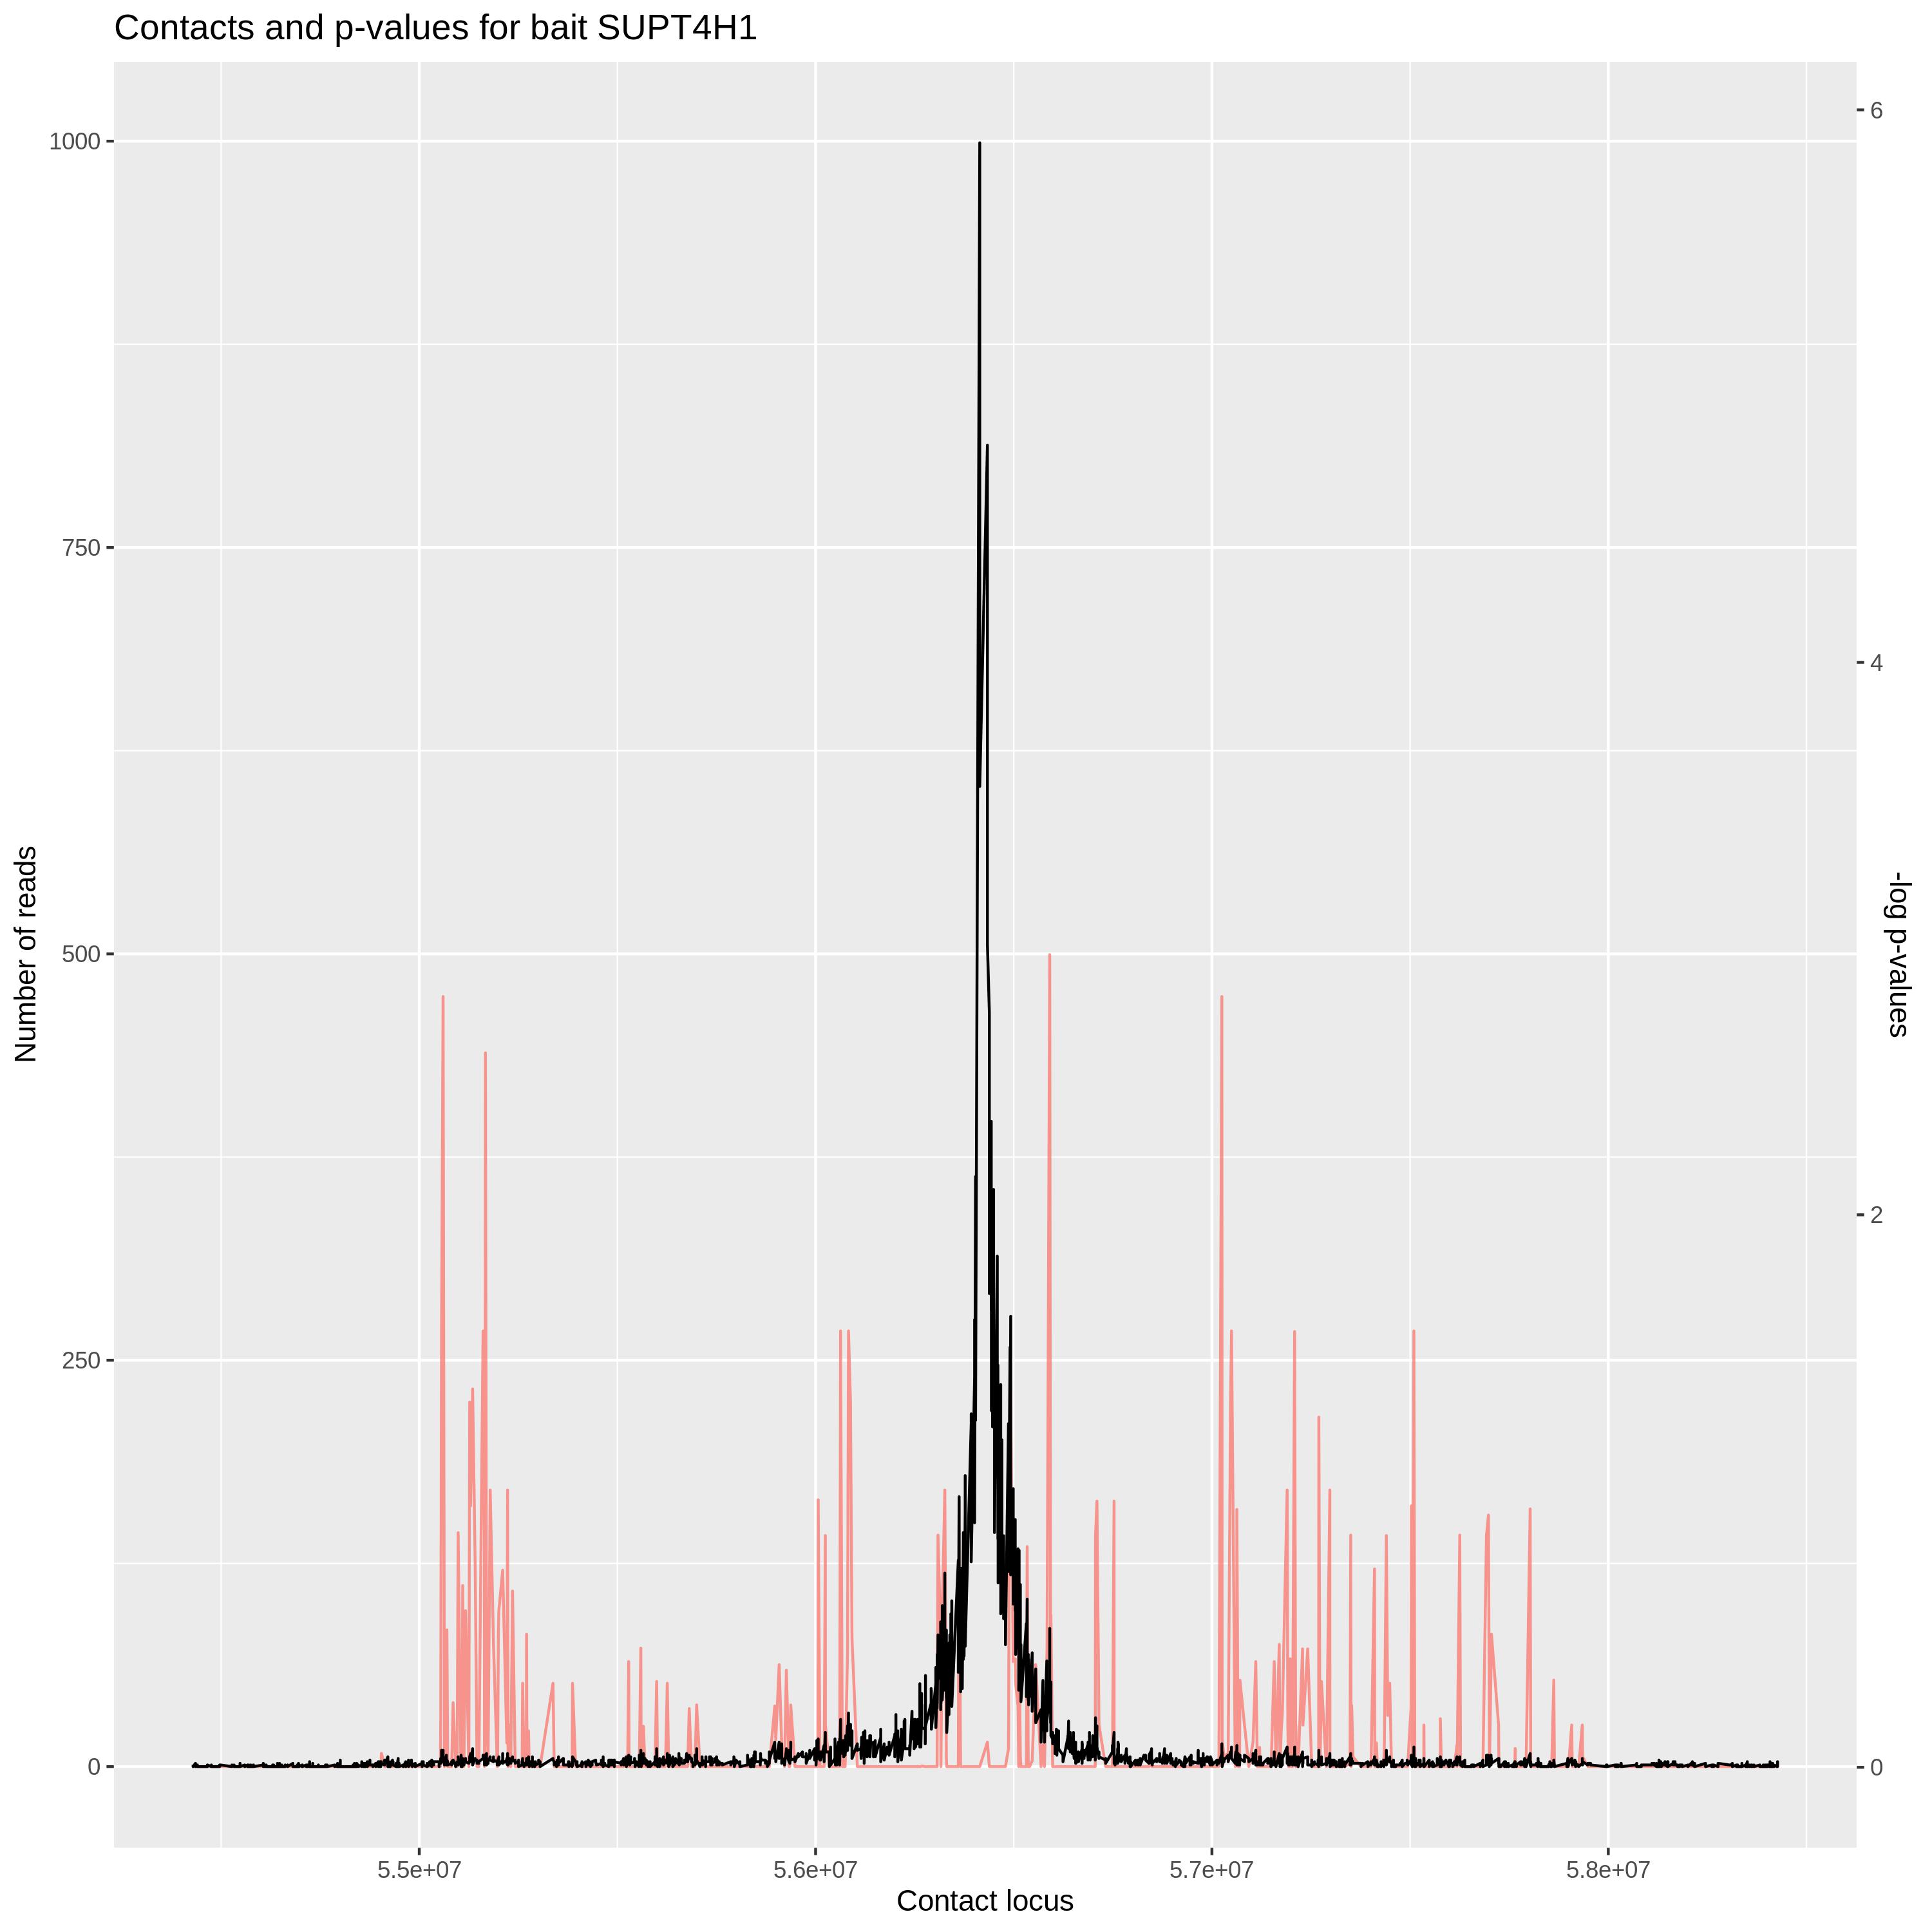 Contacts and p-values for bait SUPT4H1
1000
750
500
250
0
Number of reads
6
4
2
0
-log p-values
5.5e+07
5.6e+07
5.7e+07
5.8e+07
Contact locus